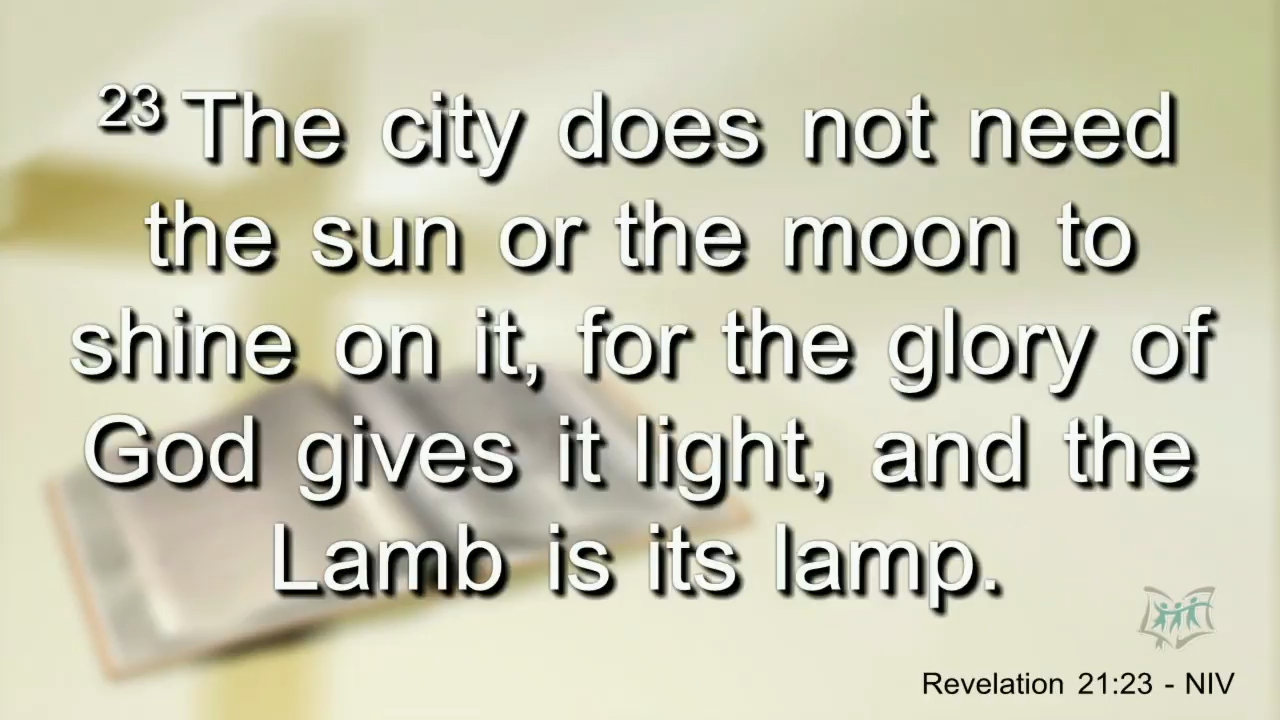 23 The city does not need
the sun or the moon to
shine on it, for the glory of
God gives it light, and the
Lamb is its lamp.
Revelation 21:23 - NIV